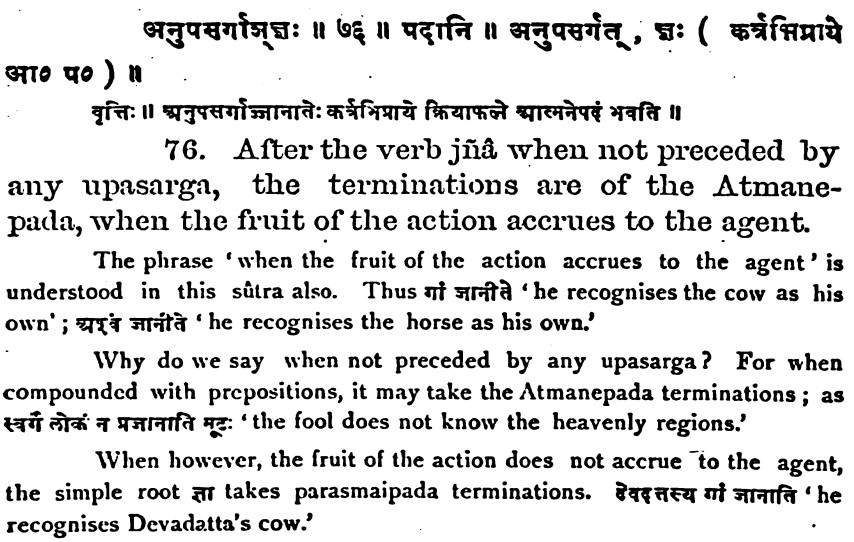 अनुपसर्गाज्ज्ञः ॥ ७६ ॥ पदानि ॥ अनुपसर्गत् , ज्ञः ( कर्त्रभिप्राये
आ० प० ) ॥
वृत्तिः ॥ अनुपसर्गाज्जानातेः कर्त्रभिप्राये क्रियाफले आत्मनेपदं भवति ॥
76. After the verb jñâ when not preceded by
any upasarga, the terminations are of the Atmane-
pada, when the fruit of the action accrues to the agent.
The phrase ‘when the fruit of the action accrues to the agent’ is
understood in this sûtra also. Thus गां जानीते ‘he recognises the cow as his
own’; अश्वं जानीते ‘he recognises the horse as his own.’
Why do we say when not preceded by any upasarga? For when
compounded with prepositions, it may take the Atmanepada terminations; as
स्वर्गं लोकं न प्रजानाति मूढः ‘the fool does not know the heavenly regions.’
When however, the fruit of the action does not accrue to the agent,
the simple root ज्ञा takes parasmaipada terminations. देवदत्तस्य गां जानाति ‘he
recognises Devadatta's cow.’